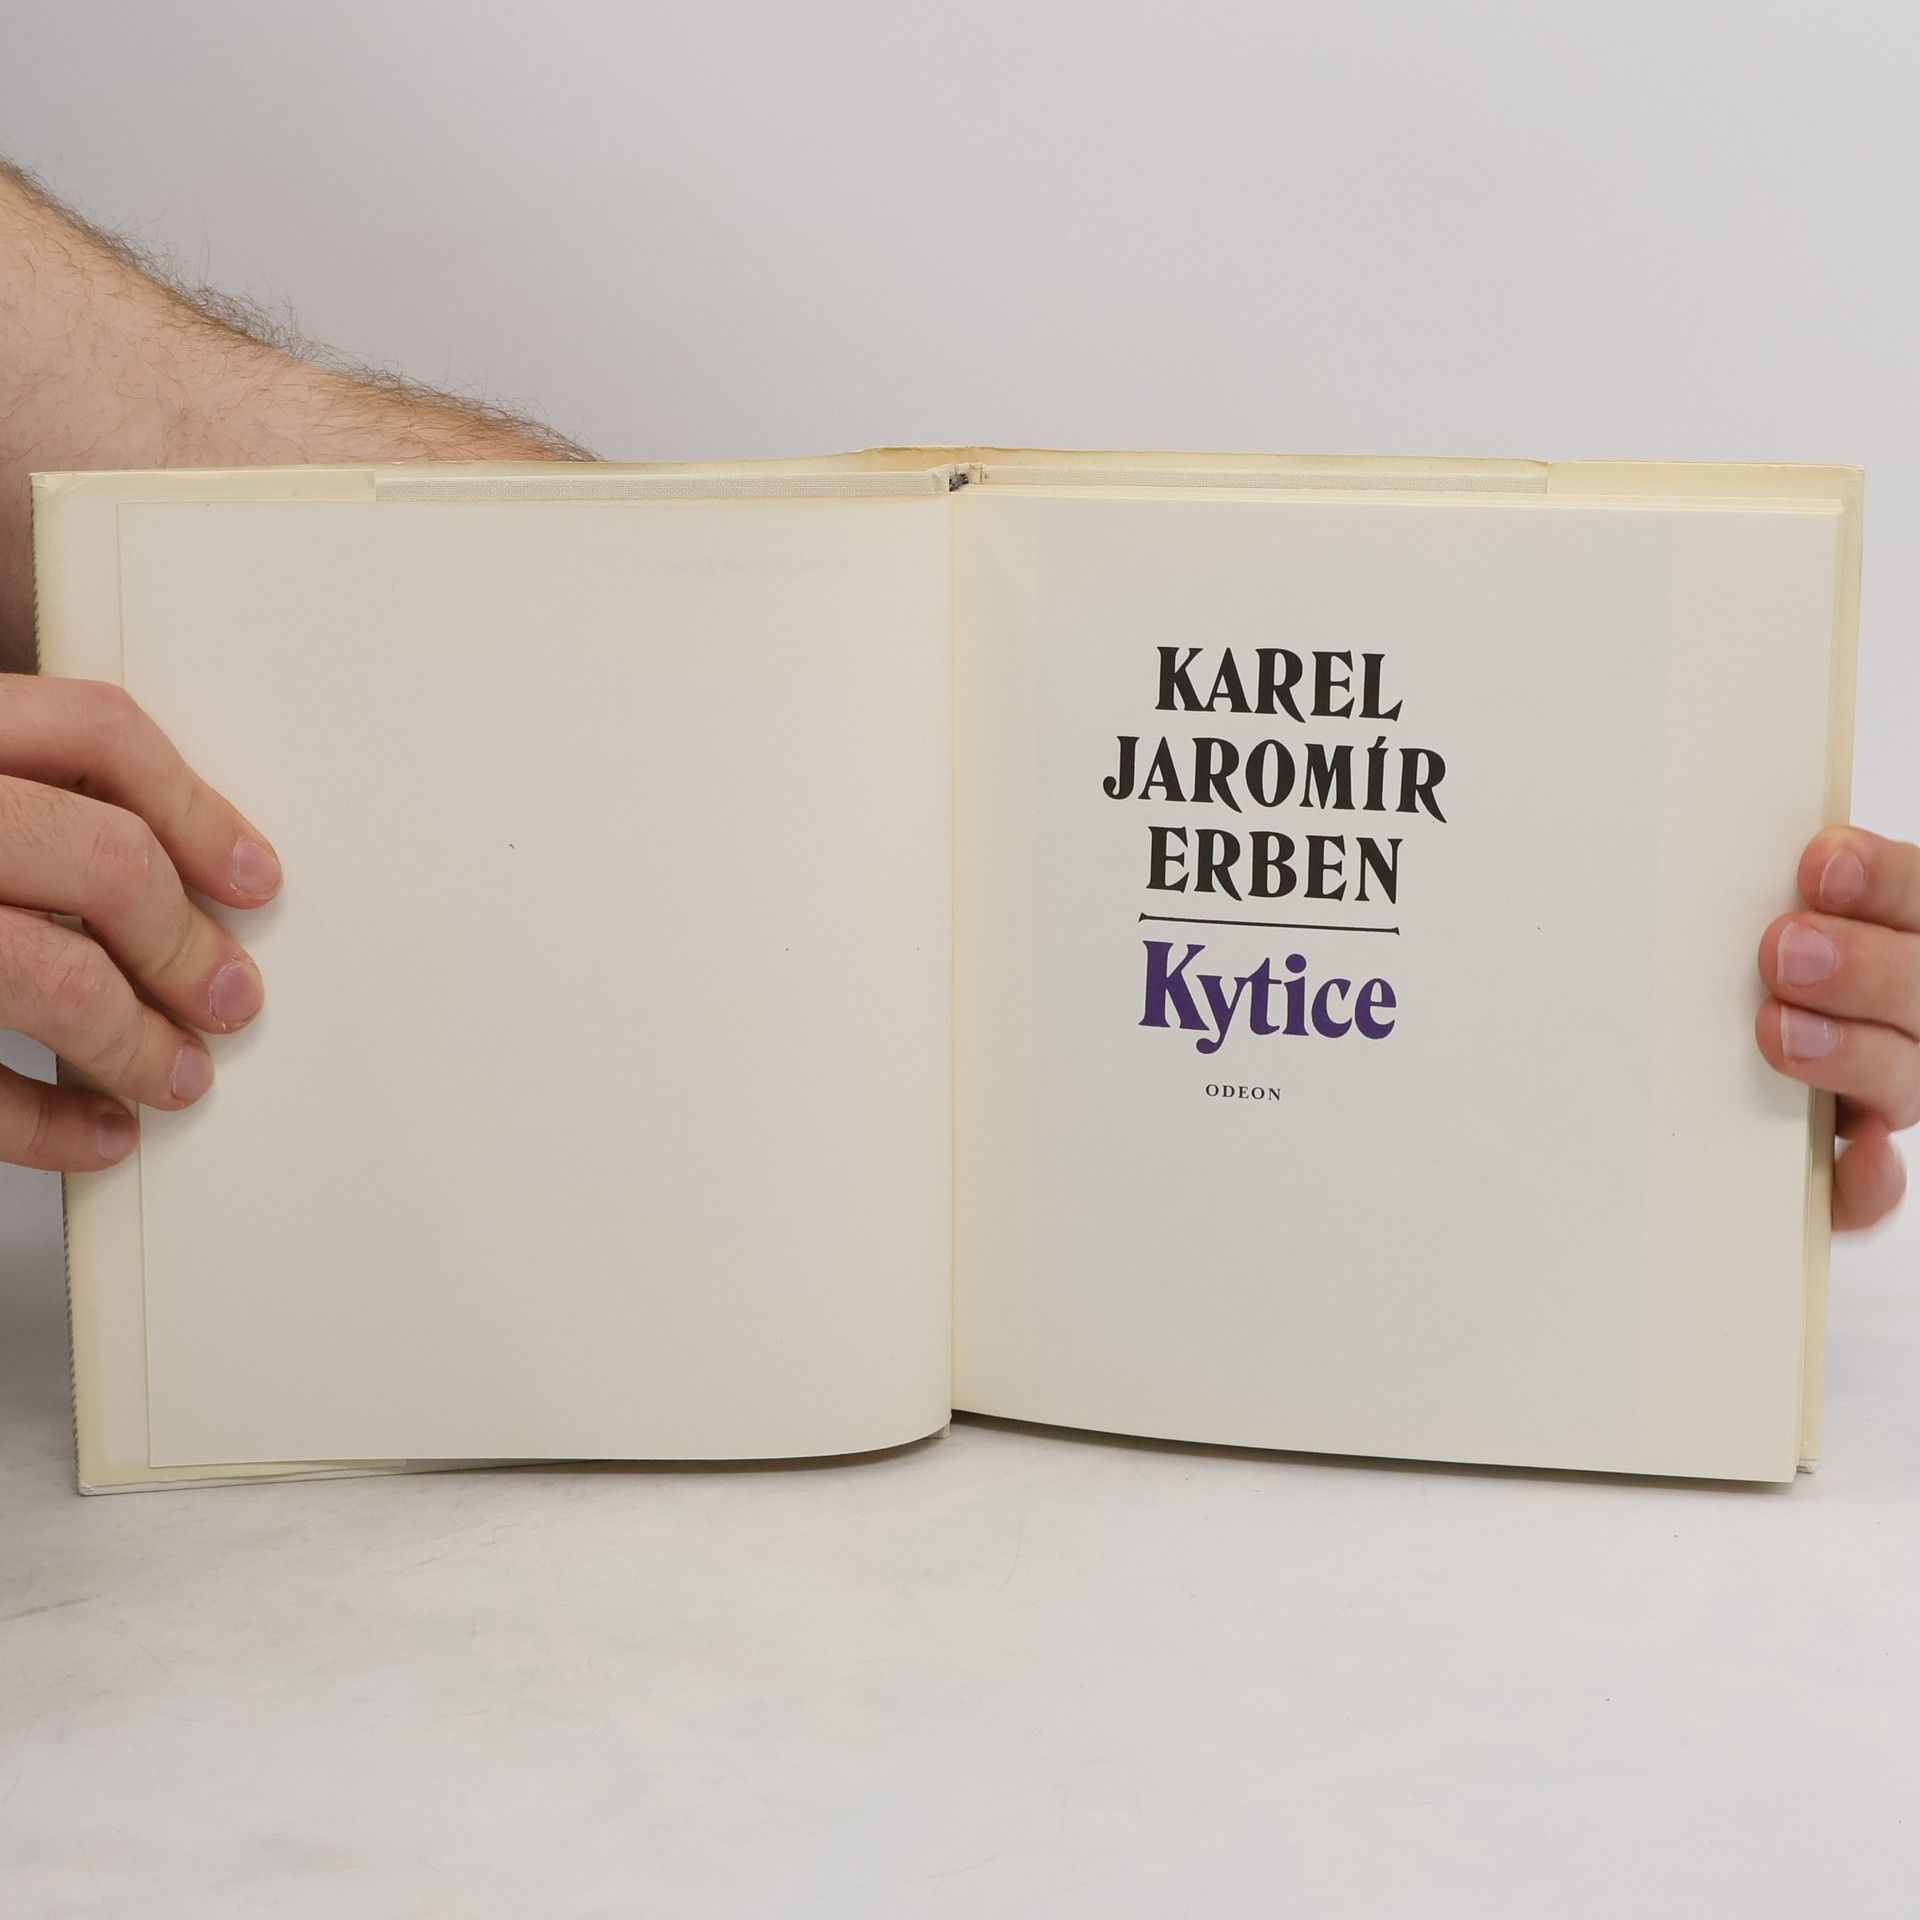 KAREL
JAROMÍR
ERBEN
Kytice
ODEON